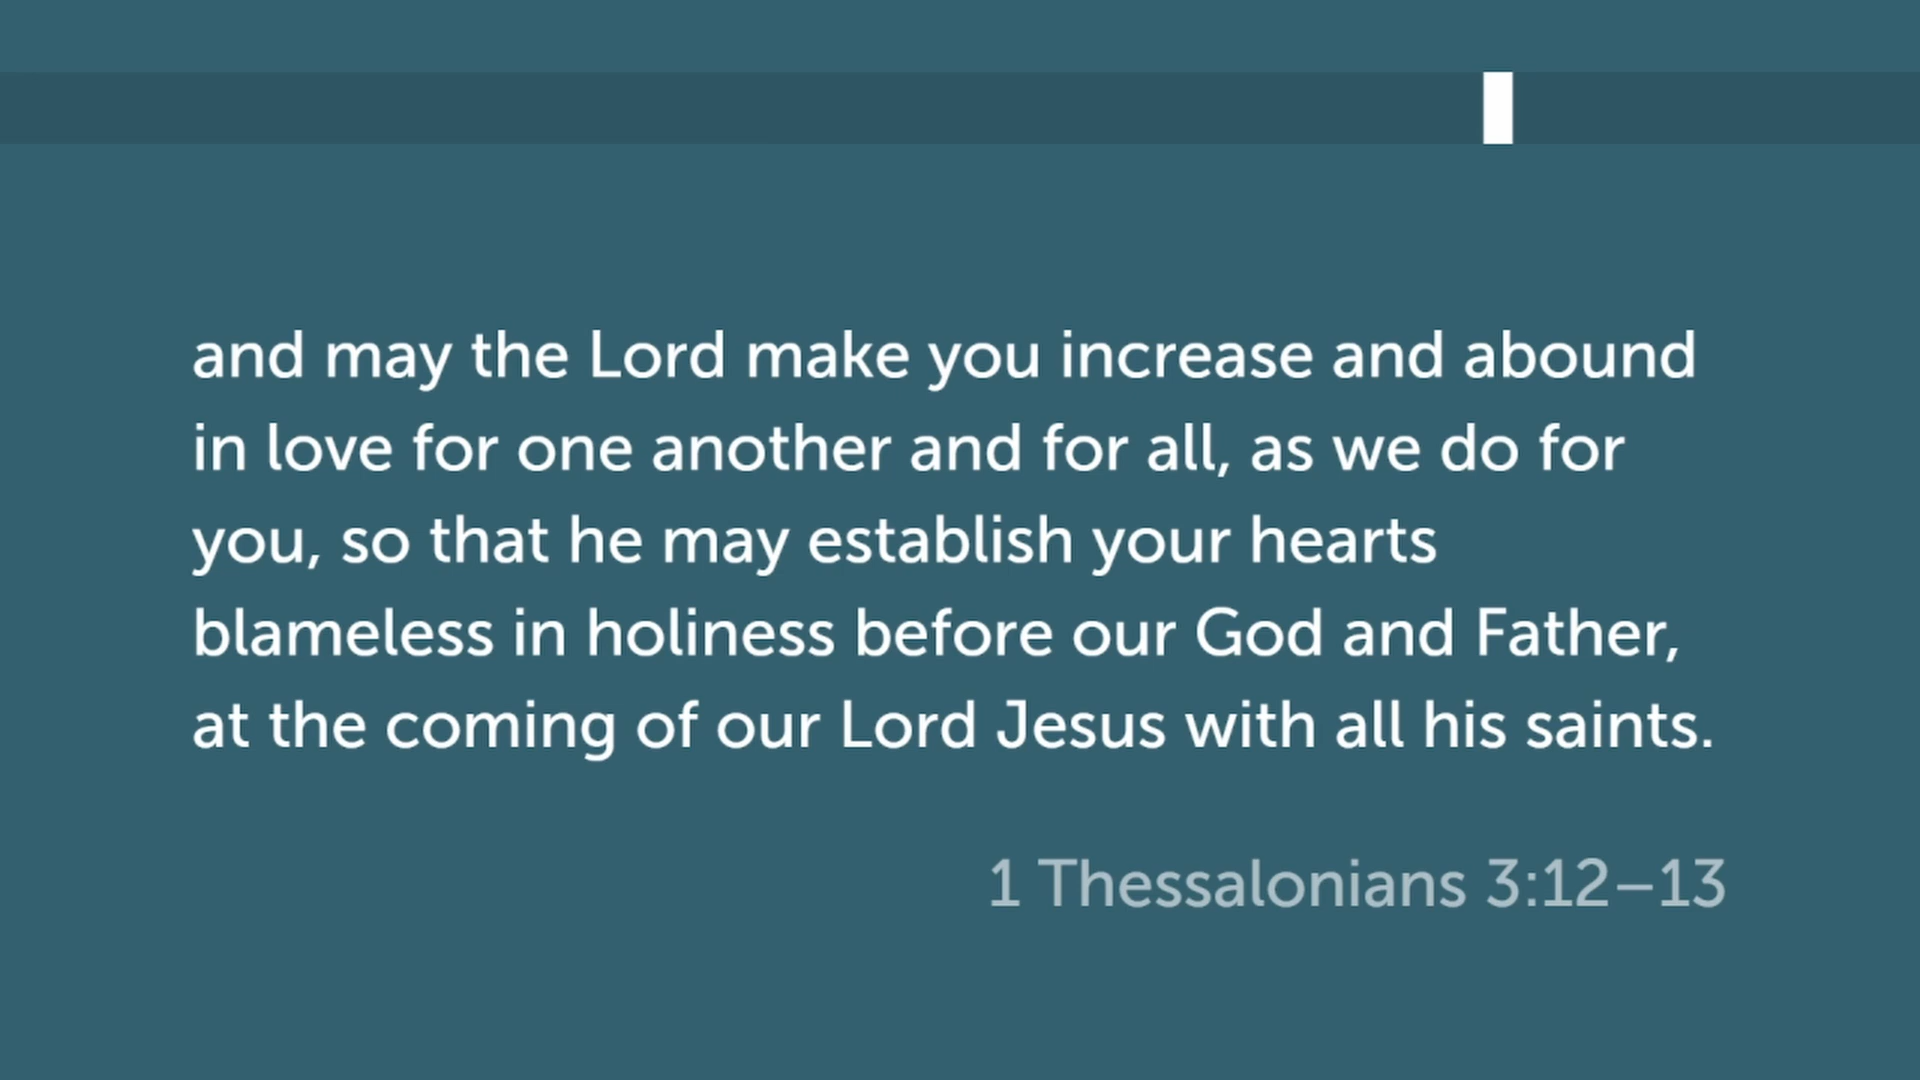 and may the Lord make you increase and abound
in love for one another and for all, as we do for
you, so that he may establish your hearts
blameless in holiness before our God and Father,
at the coming of our Lord Jesus with all his saints.
1 Thessalonians 3:12–13